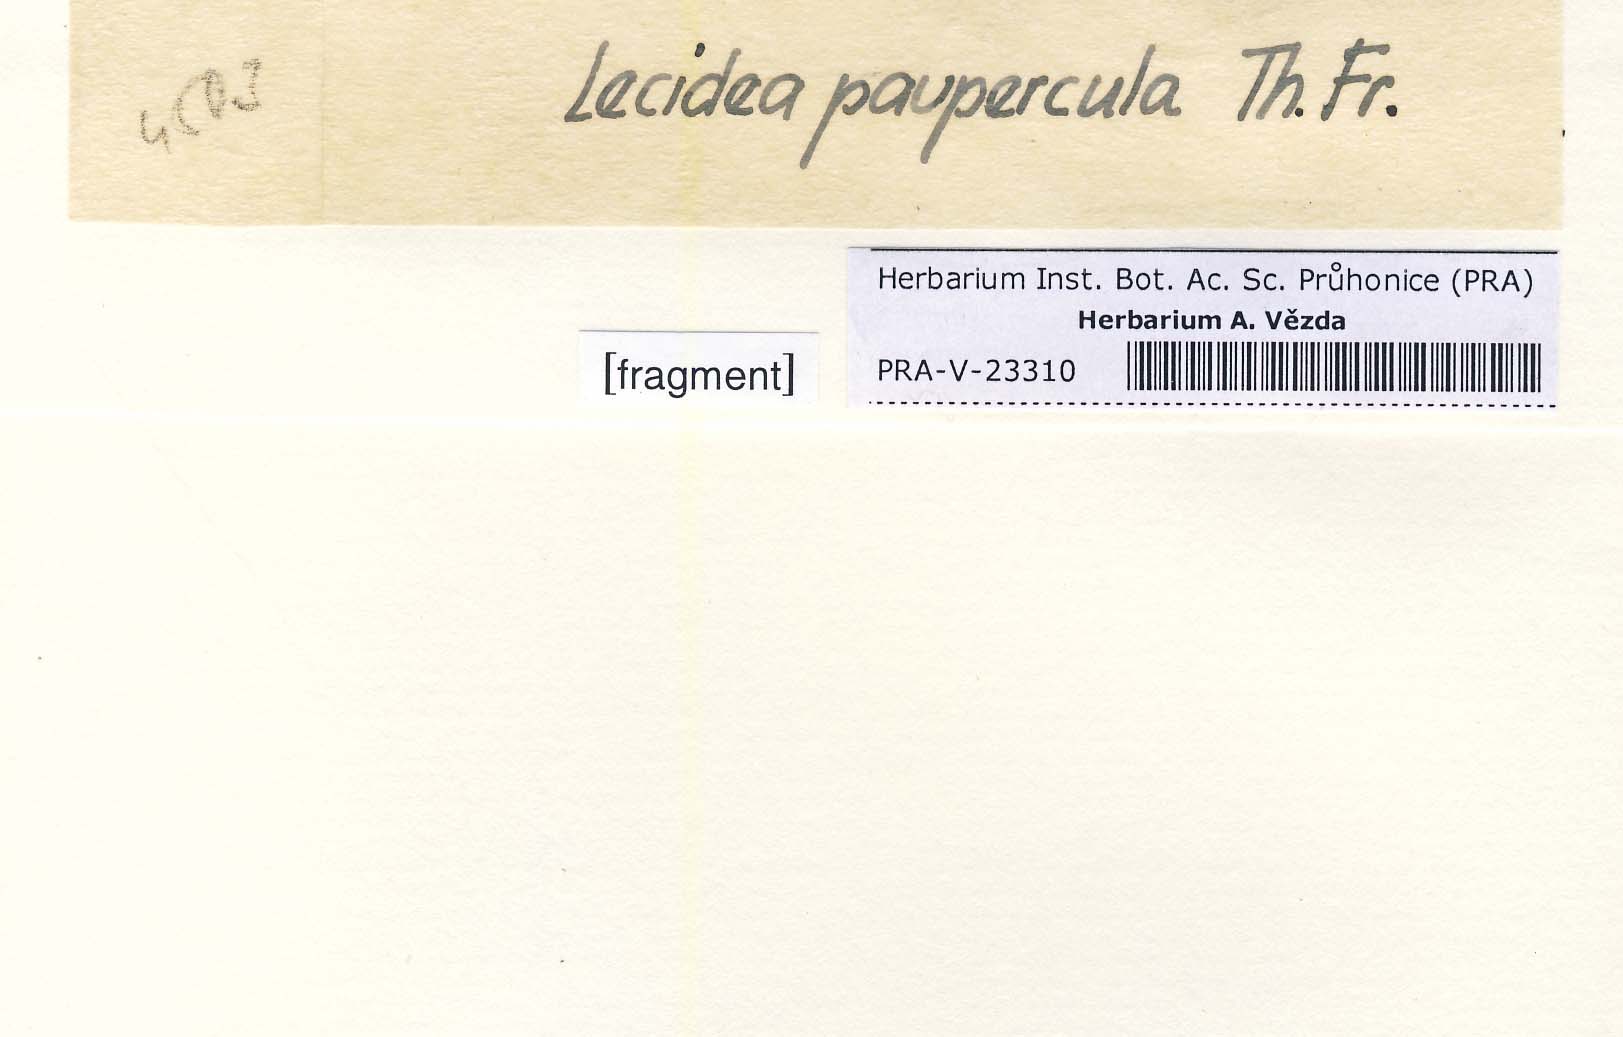 Lecidea paupercula Th. Fr.
Herbarium Inst. Bot. Ac. Sc. Průhonice (PRA)
Herbarium A. Vězda
[fragment]
PRA-V-23310